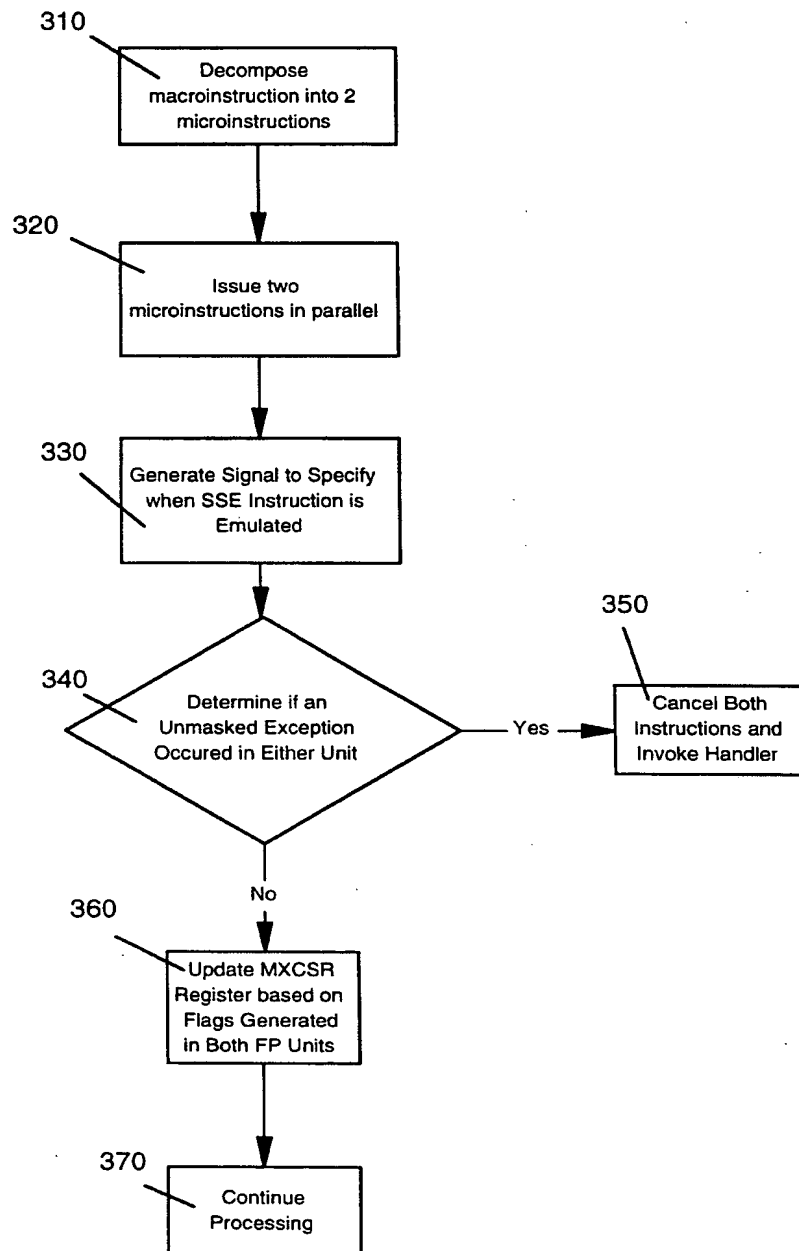 310
Decompose
macroinstruction into 2
microinstructions
320
Issue two
microinstructions in parallel
330
Generate Signal to Specify
when SSE Instruction is
Emulated
340
Determine if an
Unmasked Exception
Occured in Either Unit
Yes
350
Cancel Both
Instructions and
Invoke Handler
No
360
Update MXCSR
Register based on
Flags Generated
in Both FP Units
370
Continue
Processing